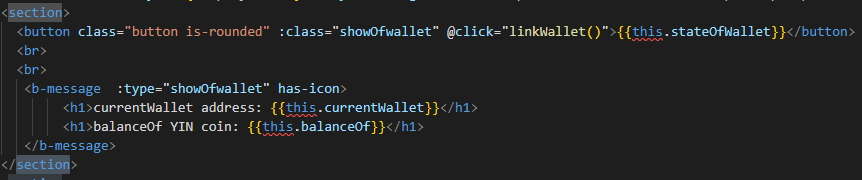 <section>
<button class="button is-rounded" :class="showOfwallet" @click="linkWallet()">{{this.stateOfWallet}}</button>
<br>
<br>
<b-message  :type="showOfwallet" has-icon>
<h1>currentWallet address: {{this.currentWallet}}</h1>
<h1>balanceOf YIN coin: {{this.balanceOf}}</h1>
</b-message>
</section>